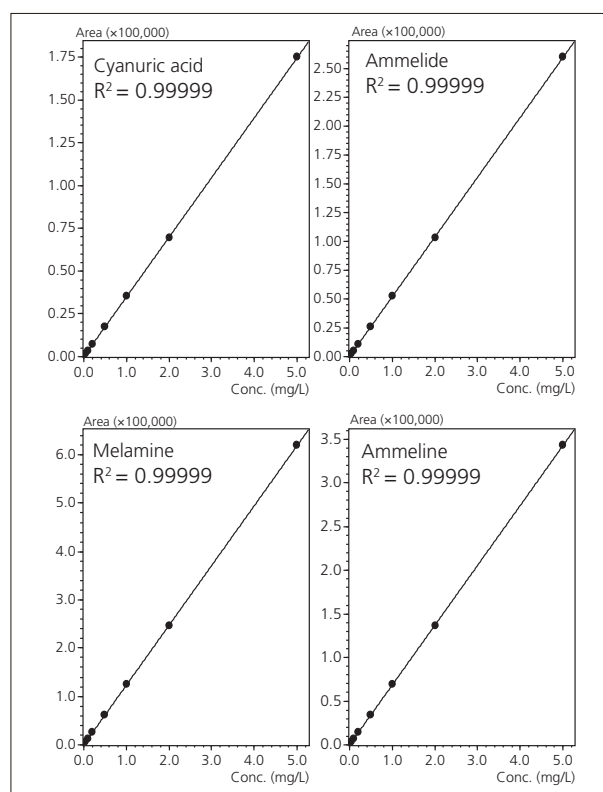 Area (×100,000)
Cyanuric acid
R² = 0.99999
1.75
1.50
1.25
1.00
0.75
0.50
0.25
0.00
0.0 1.0 2.0 3.0 4.0 5.0
Conc. (mg/L)
Area (×100,000)
Ammelide
R² = 0.99999
2.50
2.25
2.00
1.75
1.50
1.25
1.00
0.75
0.50
0.25
0.00
0.0 1.0 2.0 3.0 4.0 5.0
Conc. (mg/L)
Area (×100,000)
Melamine
R² = 0.99999
6.0
5.0
4.0
3.0
2.0
1.0
0.0
0.0 1.0 2.0 3.0 4.0 5.0
Conc. (mg/L)
Area (×100,000)
Ammeline
R² = 0.99999
3.5
3.0
2.5
2.0
1.5
1.0
0.5
0.0
0.0 1.0 2.0 3.0 4.0 5.0
Conc. (mg/L)